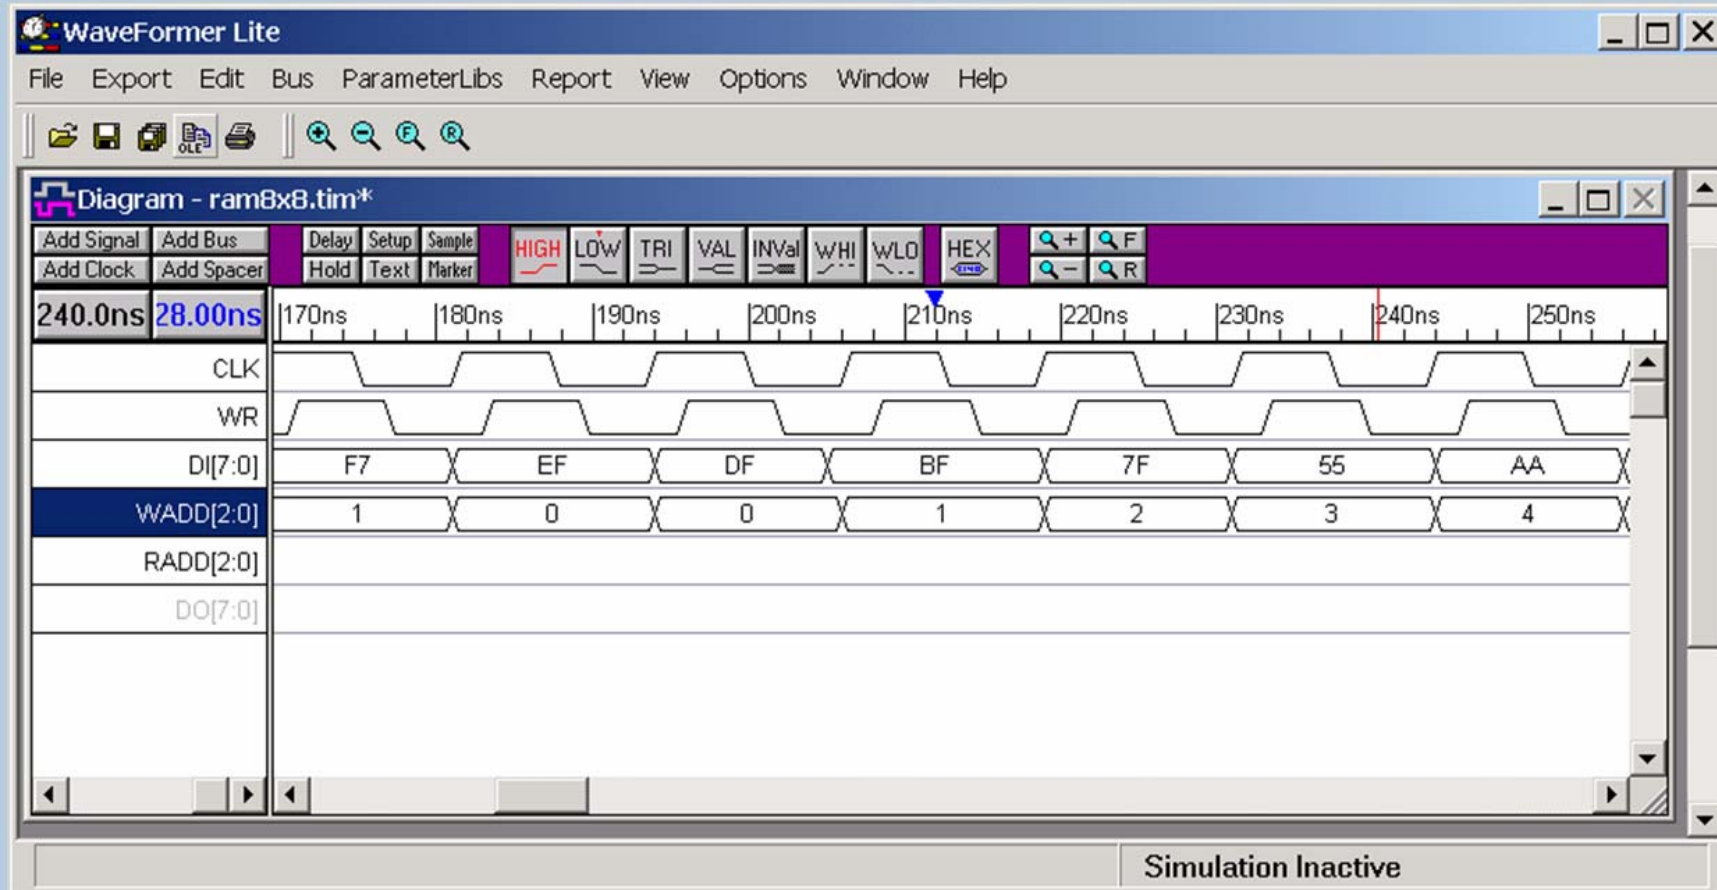 WaveFormer Lite
File Export Edit Bus ParameterLibs Report View Options Window Help
OLE F R
Diagram - ram8x8.tim*
Add Signal Add Bus Delay Setup Sample HIGH LOW TRI VAL INVal WHI WLO HEX + F
Add Clock Add Spacer Hold Text Marker - R
240.0ns 28.00ns 170ns 180ns 190ns 200ns 210ns 220ns 230ns 240ns 250ns
CLK
WR
DI[7:0] F7 EF DF BF 7F 55 AA
WADD[2:0] 1 0 0 1 2 3 4
RADD[2:0]
DO[7:0]
Simulation Inactive